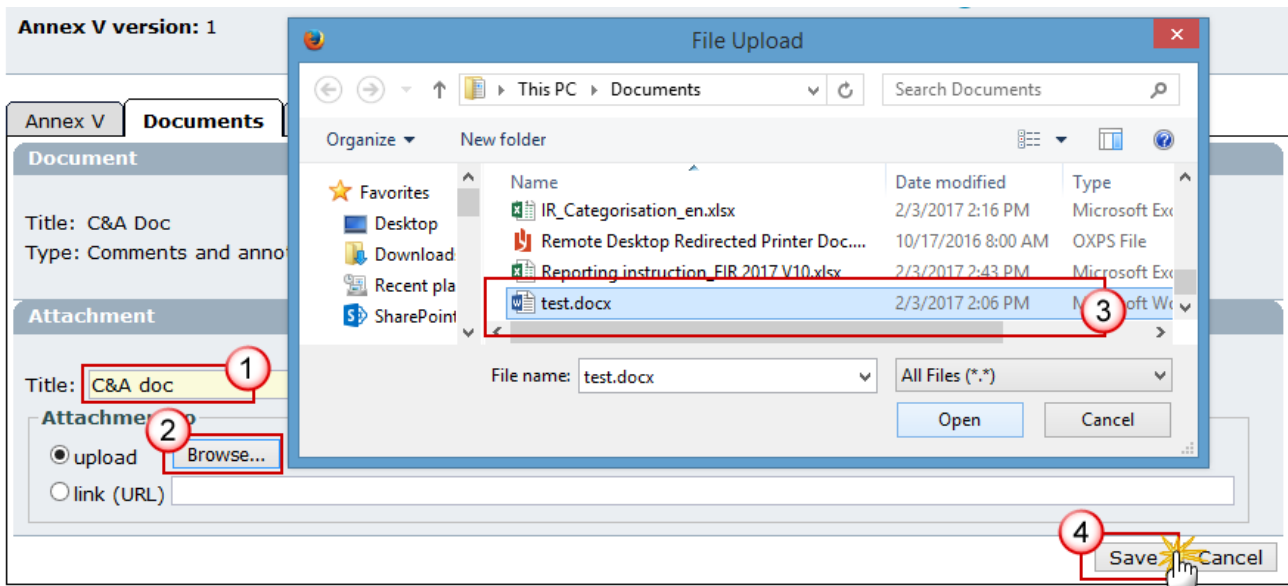 Annex V version: 1
File Upload
This PC Documents
Search Documents
Annex V
Documents
Organize
New folder
Document
Favorites
Name
Date modified
Type
IR_Categorisation_en.xlsx 2/3/2017 2:16 PM Microsoft Exc
Title: C&A Doc
Desktop
Remote Desktop Redirected Printer Doc.... 10/17/2016 8:00 AM OXPS File
Type: Comments and anno
Download
Reporting instruction_FIR 2017 V10.xlsx 2/3/2017 2:43 PM Microsoft Exc
Recent pla
test.docx 2/3/2017 2:06 PM
3
SharePoint
Attachment
1
Title: C&A doc
File name: test.docx
All Files (*.*)
2
Open
Cancel
upload
Browse...
link (URL)
4
Save
Cancel